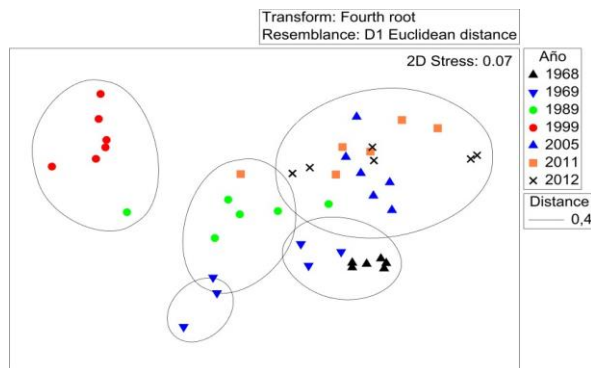 Transform: Fourth root
Resemblance: D1 Euclidean distance
2D Stress: 0.07
Año
1968
1969
1989
1999
2005
2011
2012
Distance
0,4